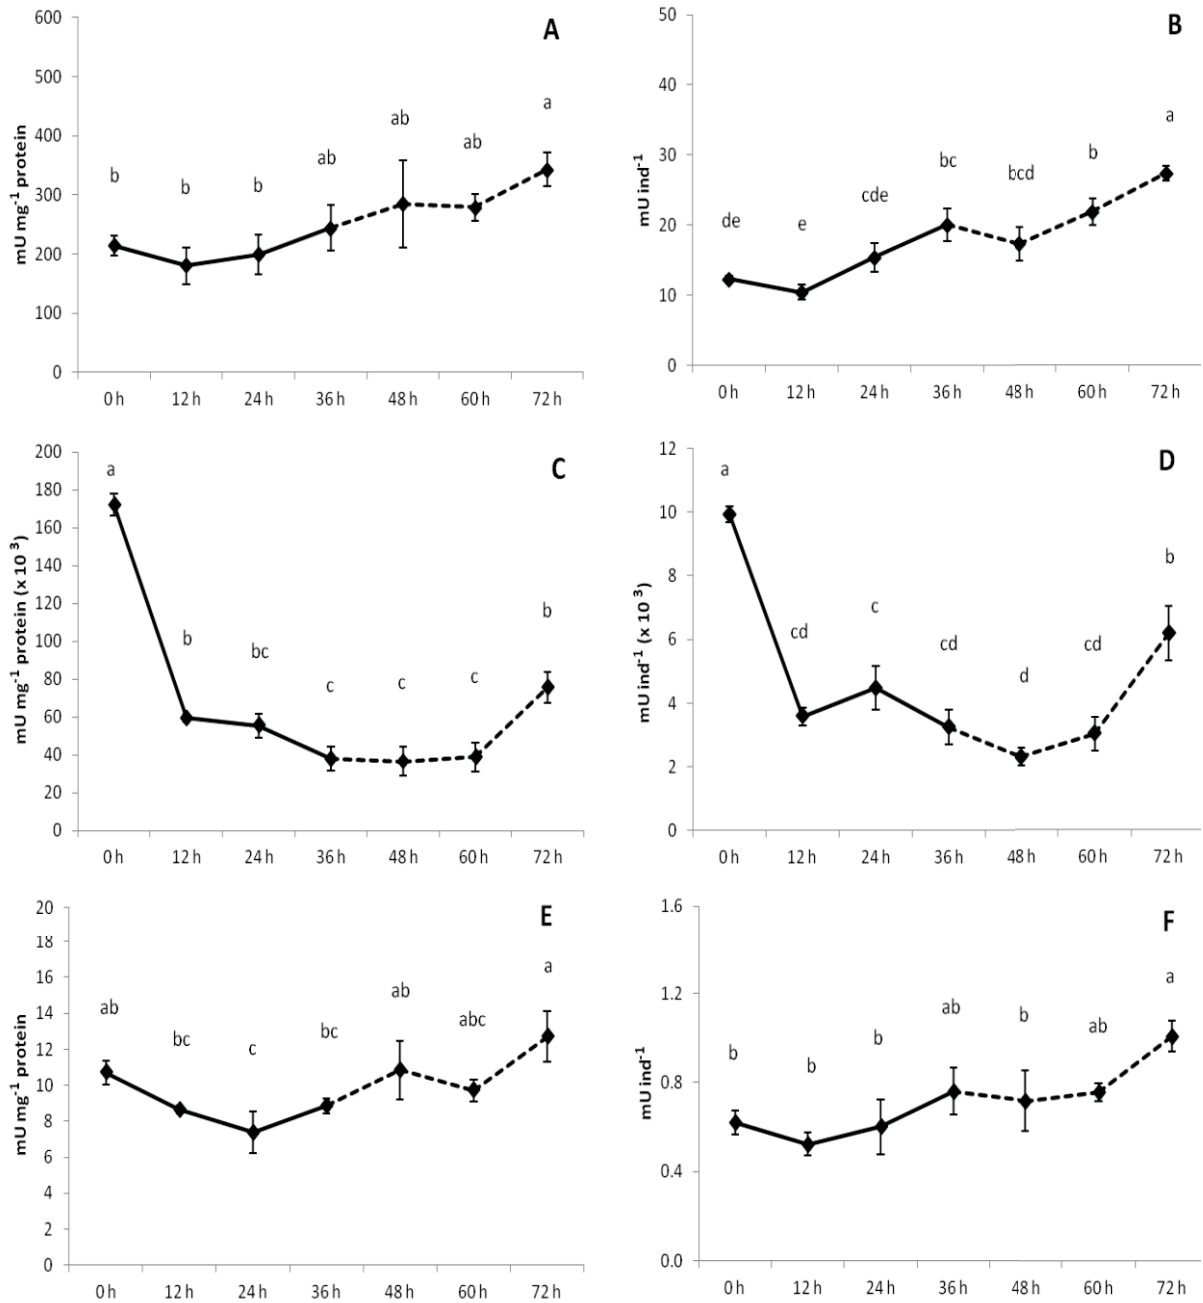 A
mU mg-1 protein
600
500
400
300
200
100
0
b b b ab ab ab a
0 h 12 h 24 h 36 h 48 h 60 h 72 h
B
mU ind-1
50
40
30
20
10
0
de e cde bc bcd b a
0 h 12 h 24 h 36 h 48 h 60 h 72 h
C
mU mg-1 protein (x 10 3)
200
180
160
140
120
100
80
60
40
20
0
a b bc c c c b
0 h 12 h 24 h 36 h 48 h 60 h 72 h
D
mU ind-1 (x 10 3)
12
10
8
6
4
2
0
a cd c cd d cd b
0 h 12 h 24 h 36 h 48 h 60 h 72 h
E
mU mg-1 protein
20
18
16
14
12
10
8
6
4
2
0
ab bc c bc ab abc a
0 h 12 h 24 h 36 h 48 h 60 h 72 h
F
mU ind-1
1.6
1.2
0.8
0.4
0.0
b b b ab b ab a
0 h 12 h 24 h 36 h 48 h 60 h 72 h